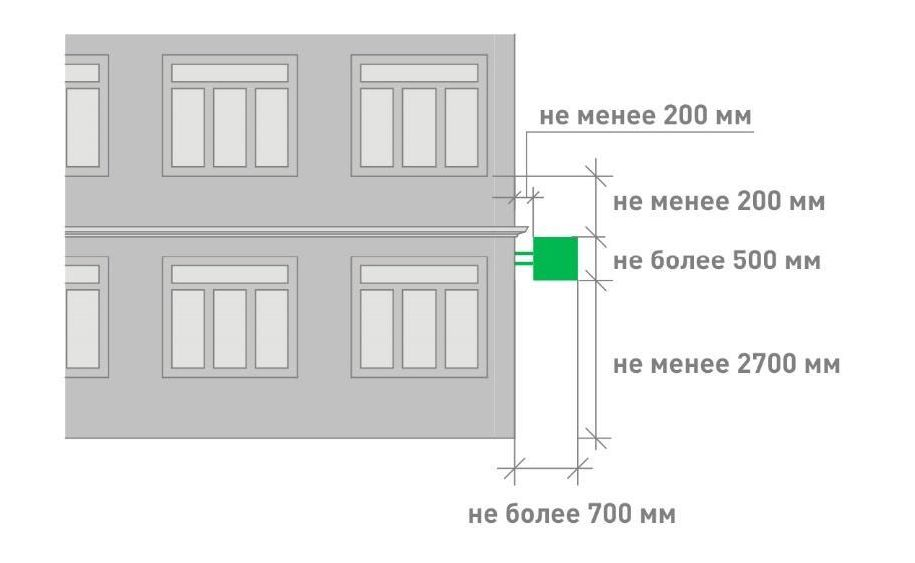 не менее 200 мм
не менее 200 мм
не более 500 мм
не менее 2700 мм
не более 700 мм